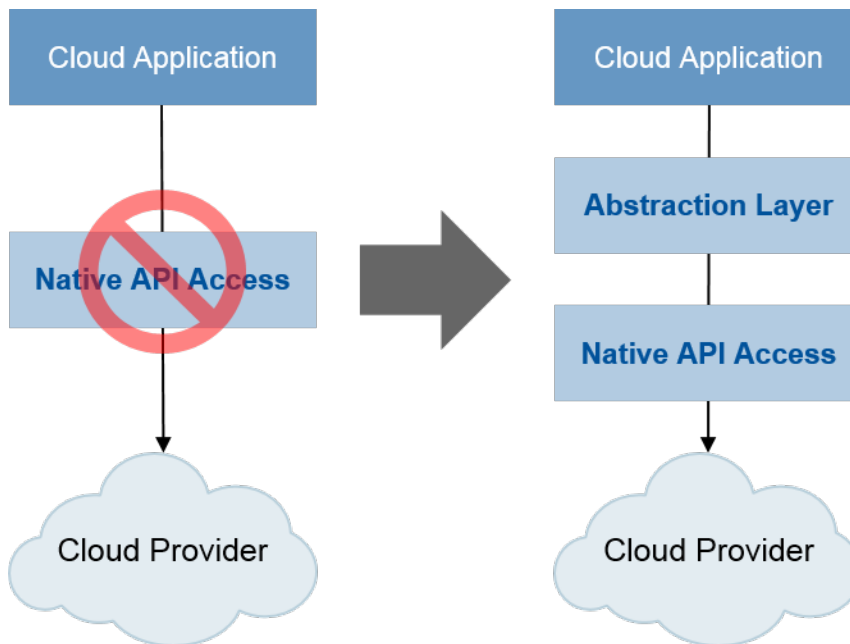 Cloud Application
Native API Access
Cloud Provider
Cloud Application
Abstraction Layer
Native API Access
Cloud Provider